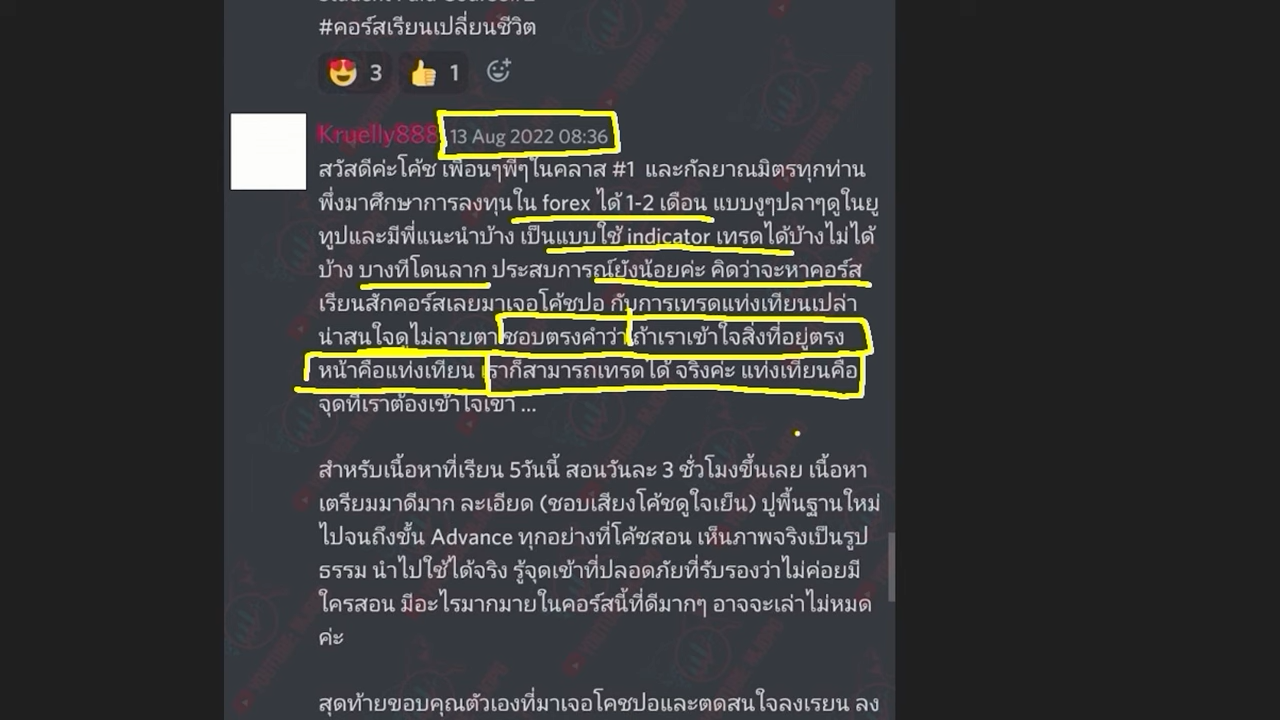 #คอร์สเรียนเปลี่ยนชีวิต
3 1
Kruelly888 13 Aug 2022 08:36
สวัสดีค่ะโค้ช เพื่อนๆพี่ๆในคลาส #1 และกัลยาณมิตรทุกท่าน
พึ่งมาศึกษาการลงทุนใน forex ได้ 1-2 เดือน แบบงูๆปลาๆดูในยู
ทูปและมีพี่แนะนำบ้าง เป็นแบบใช้ indicator เทรดได้บ้างไม่ได้
บ้าง บางทีโดนลาก ประสบการณ์ยังน้อยค่ะ คิดว่าจะหาคอร์ส
เรียนสักคอร์สเลยมาเจอโค้ชปอ กับการเทรดแท่งเทียนเปล่า
น่าสนใจดูไม่ลายตา ชอบตรงคำว่า ถ้าเราเข้าใจสิ่งที่อยู่ตรง
หน้าคือแท่งเทียน เราก็สามารถเทรดได้ จริงค่ะ แท่งเทียนคือ
จุดที่เราต้องเข้าใจเขา ...
สำหรับเนื้อหาที่เรียน 5วันนี้ สอนวันละ 3 ชั่วโมงขึ้นเลย เนื้อหา
เตรียมมาดีมาก ละเอียด (ชอบเสียงโค้ชดูใจเย็น) ปูพื้นฐานใหม่
ไปจนถึงขั้น Advance ทุกอย่างที่โค้ชสอน เห็นภาพจริงเป็นรูป
ธรรม นำไปใช้ได้จริง รู้จุดเข้าที่ปลอดภัยที่รับรองว่าไม่ค่อยมี
ใครสอน มีอะไรมากมายในคอร์สนี้ที่ดีมากๆ อาจจะเล่าไม่หมด
ค่ะ
สุดท้ายขอบคุณตัวเองที่มาเจอโค้ชปอและตัดสินใจลงเรียน ลง